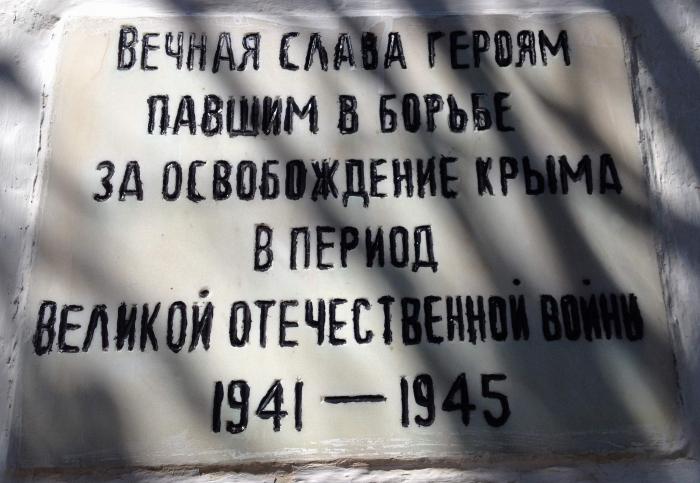 ВЕЧНАЯ СЛАВА ГЕРОЯМ
ПАВШИМ В БОРЬБЕ
ЗА ОСВОБОЖДЕНИЕ КРЫМА
В ПЕРИОД
ВЕЛИКОЙ ОТЕЧЕСТВЕННОЙ ВОЙНЫ
1941 — 1945